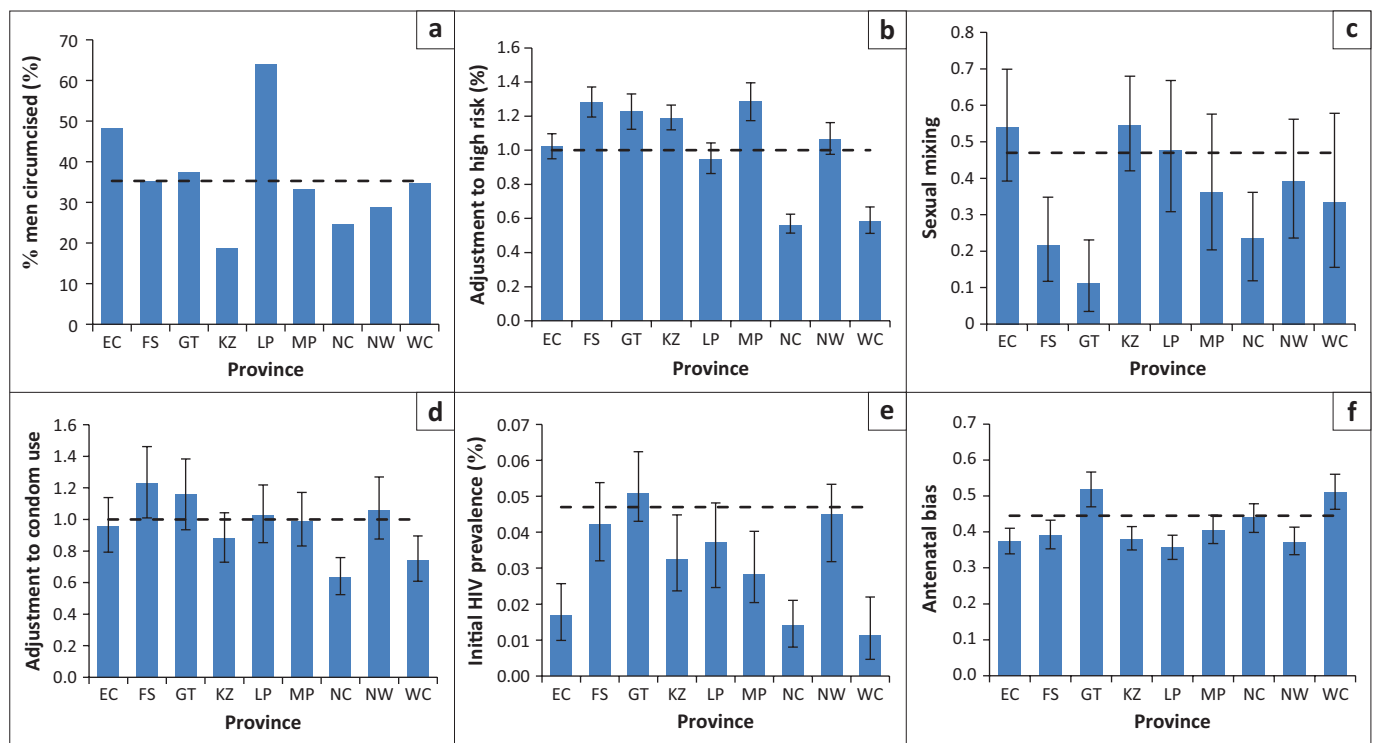 a
% men circumcised (%)
70
60
50
40
30
20
10
0
EC FS GT KZ LP MP NC NW WC
Province
b
Adjustment to high risk (%)
1.6
1.4
1.2
1.0
0.8
0.6
0.4
0.2
0.0
EC FS GT KZ LP MP NC NW WC
Province
c
Sexual mixing
0.8
0.7
0.6
0.5
0.4
0.3
0.2
0.1
0
EC FS GT KZ LP MP NC NW WC
Province
d
Adjustment to condom use
1.6
1.4
1.2
1.0
0.8
0.6
0.4
0.2
0.0
EC FS GT KZ LP MP NC NW WC
Province
e
Initial HIV prevalence (%)
0.07
0.06
0.05
0.04
0.03
0.02
0.01
0.00
EC FS GT KZ LP MP NC NW WC
Province
f
Antenatal bias
0.7
0.6
0.5
0.4
0.3
0.2
0.1
0.0
EC FS GT KZ LP MP NC NW WC
Province